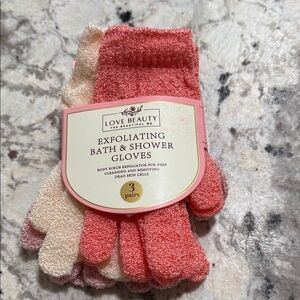 LOVE BEAUTY
THE BEAUTIFUL ME
EXFOLIATING
BATH & SHOWER
GLOVES
BODY SCRUB EXFOLIATOR FOR DEEP
CLEANSING AND REMOVING
DEAD SKIN CELLS
3
pairs